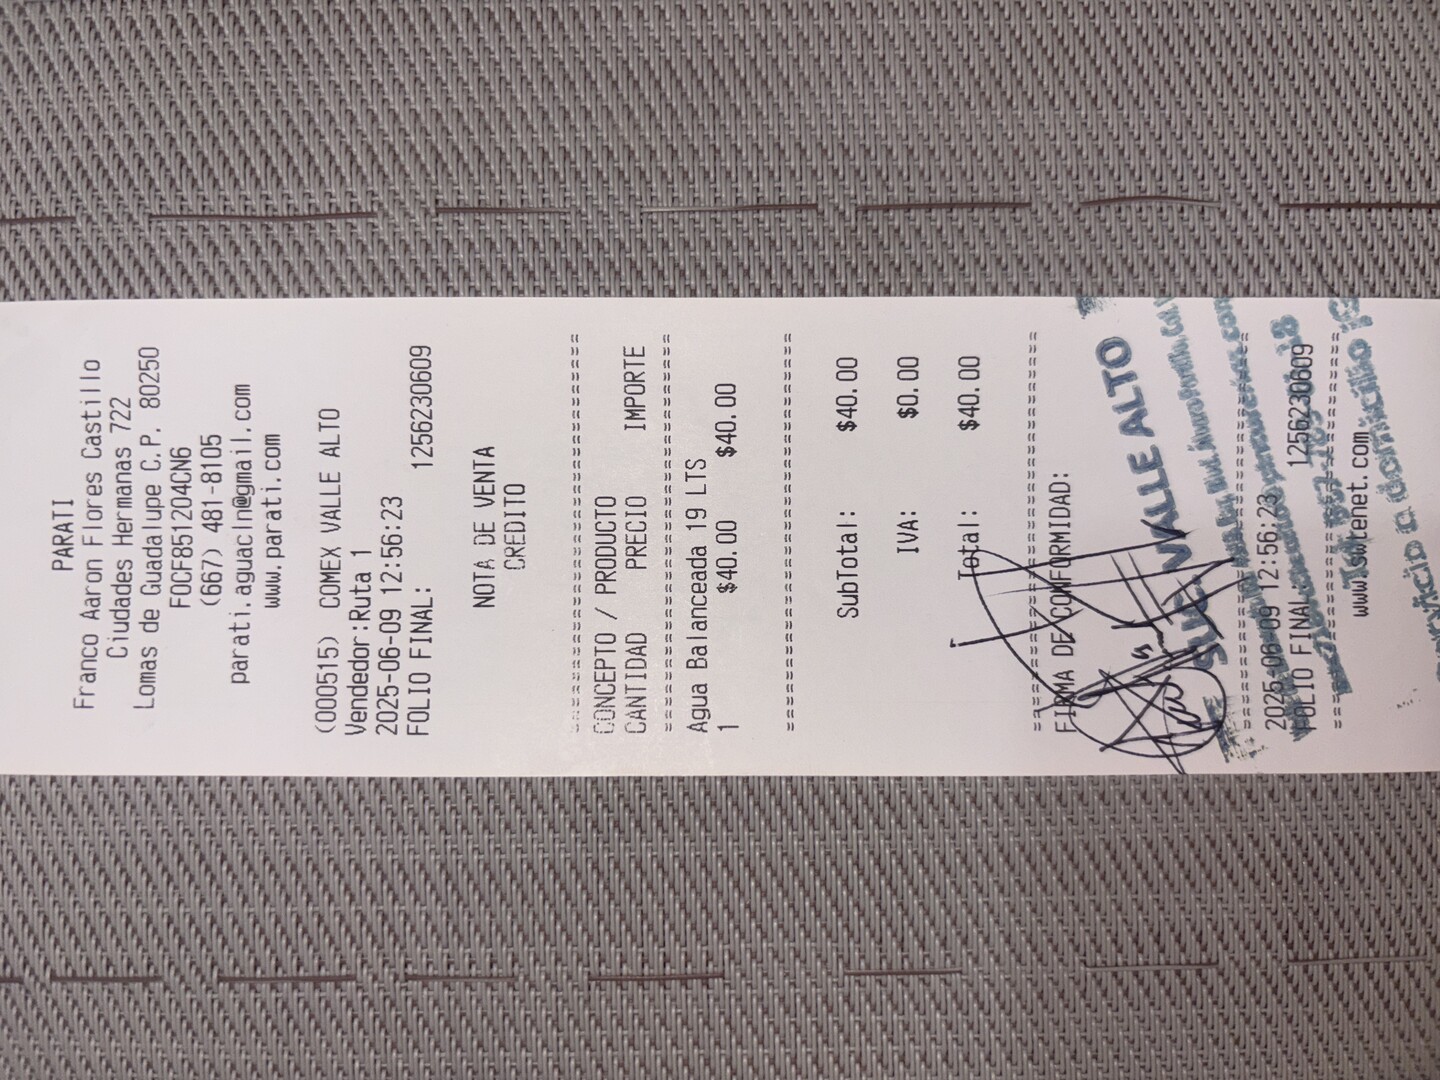 PARATI
Franco Aaron Flores Castillo
Ciudades Hermanas 722
Lomas de Guadalupe C.P. 80250
FOCF851204CN6
(667) 481-8105
parati.aguacln@gmail.com
www.parati.com
(000515) COMEX VALLE ALTO
Vendedor:Ruta 1
2025-06-09 12:56:23
FOLIO FINAL: 1256230609
NOTA DE VENTA
CREDITO
===========================
CONCEPTO / PRODUCTO
CANTIDAD PRECIO IMPORTE
===========================
Agua Balanceada 19 LTS
1 $40.00 $40.00
===========================
SubTotal: $40.00
IVA: $0.00
Total: $40.00
===========================
FIRMA DE CONFORMIDAD:
SUC. VALLE ALTO
===========================
2025-06-09 12:56:23
FOLIO FINAL: 1256230609
===========================
www.iswtenet.com
servicio a domicilio